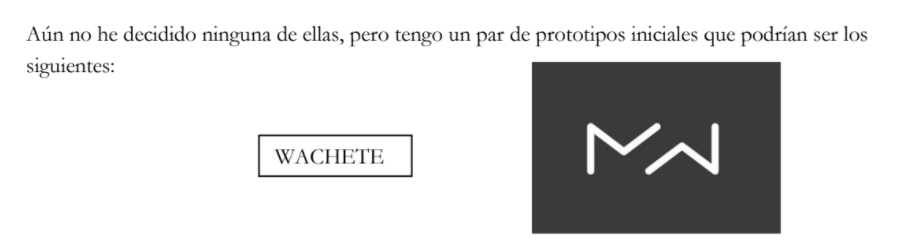 Aún no he decidido ninguna de ellas, pero tengo un par de prototipos iniciales que podrían ser los
siguientes:
WACHETE